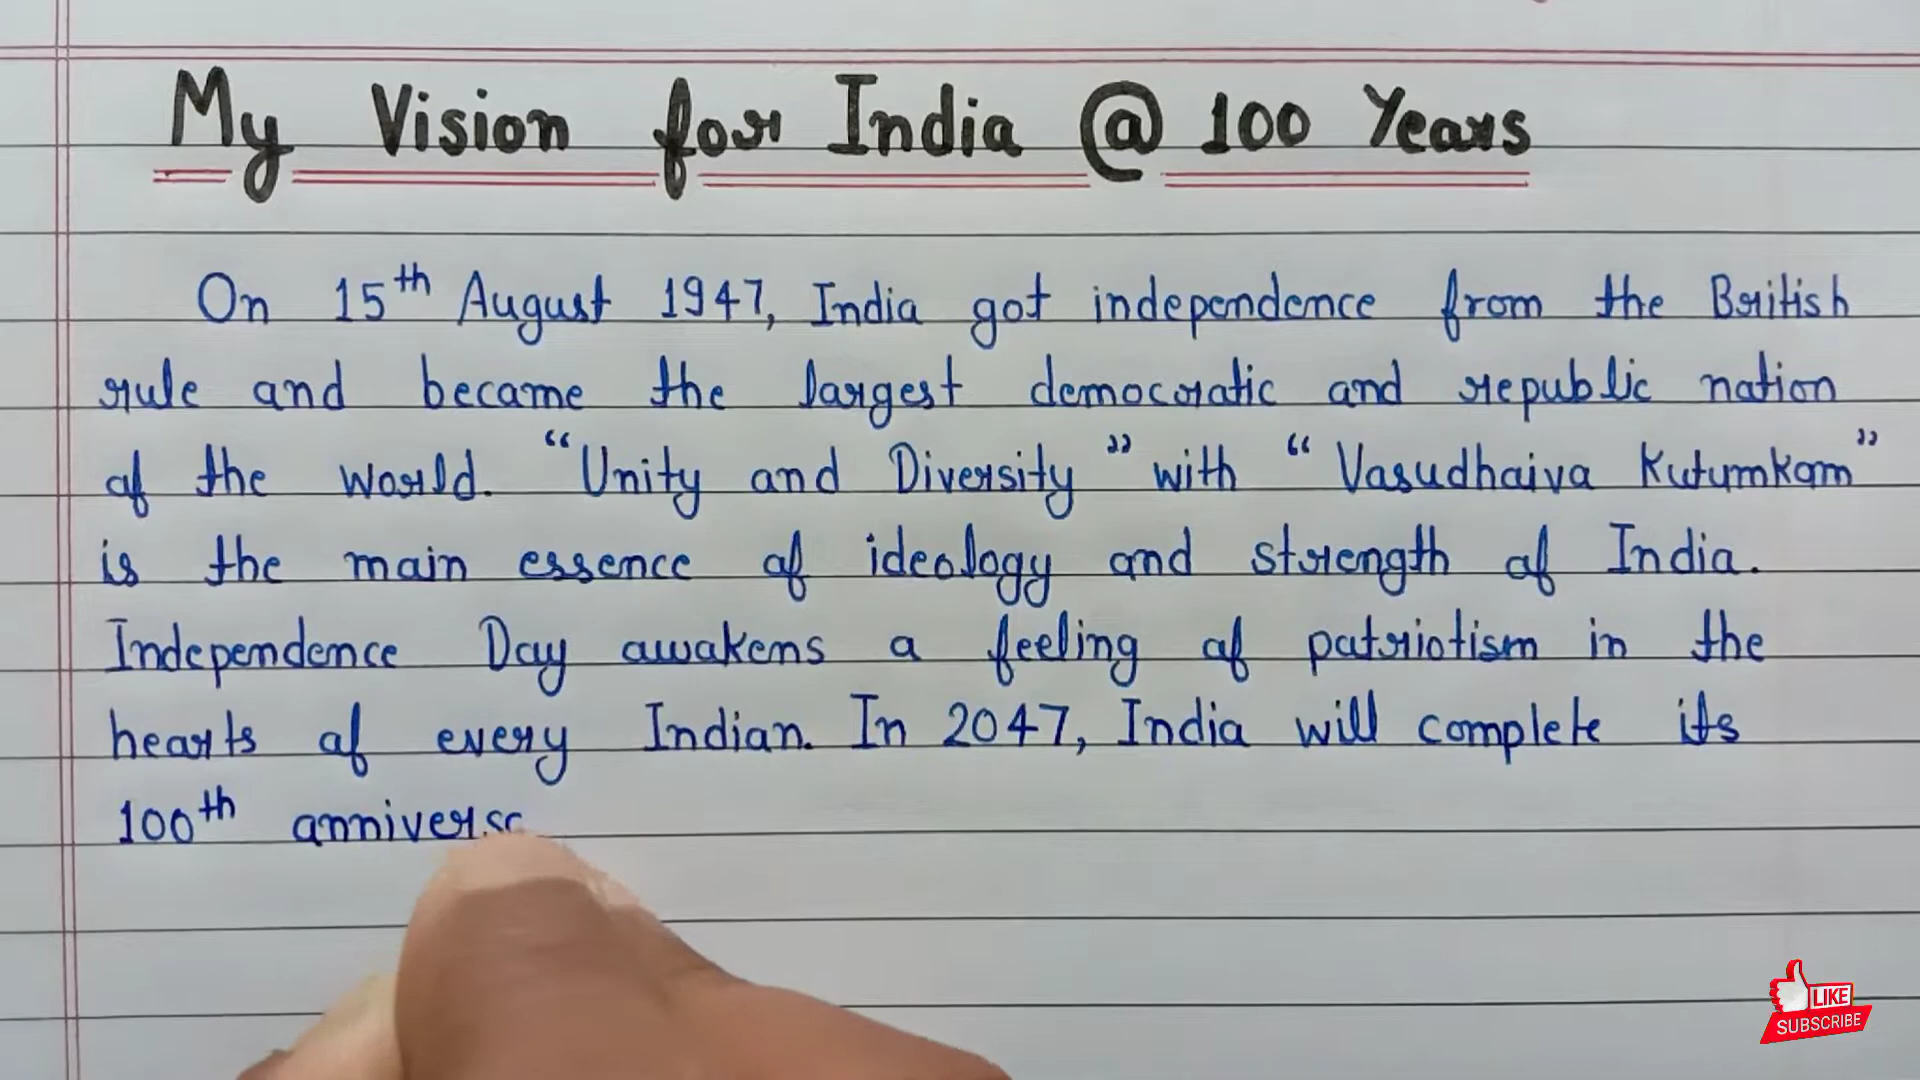 My Vision for India @ 100 Years
On 15th August 1947, India got independence from the British
rule and became the largest democratic and republic nation
of the world. “Unity and Diversity” with “Vasudhaiva Kutumkam”
is the main essence of ideology and strength of India.
Independence Day awakens a feeling of patriotism in the
hearts of every Indian. In 2047, India will complete its
100th anniversa
LIKE
SUBSCRIBE